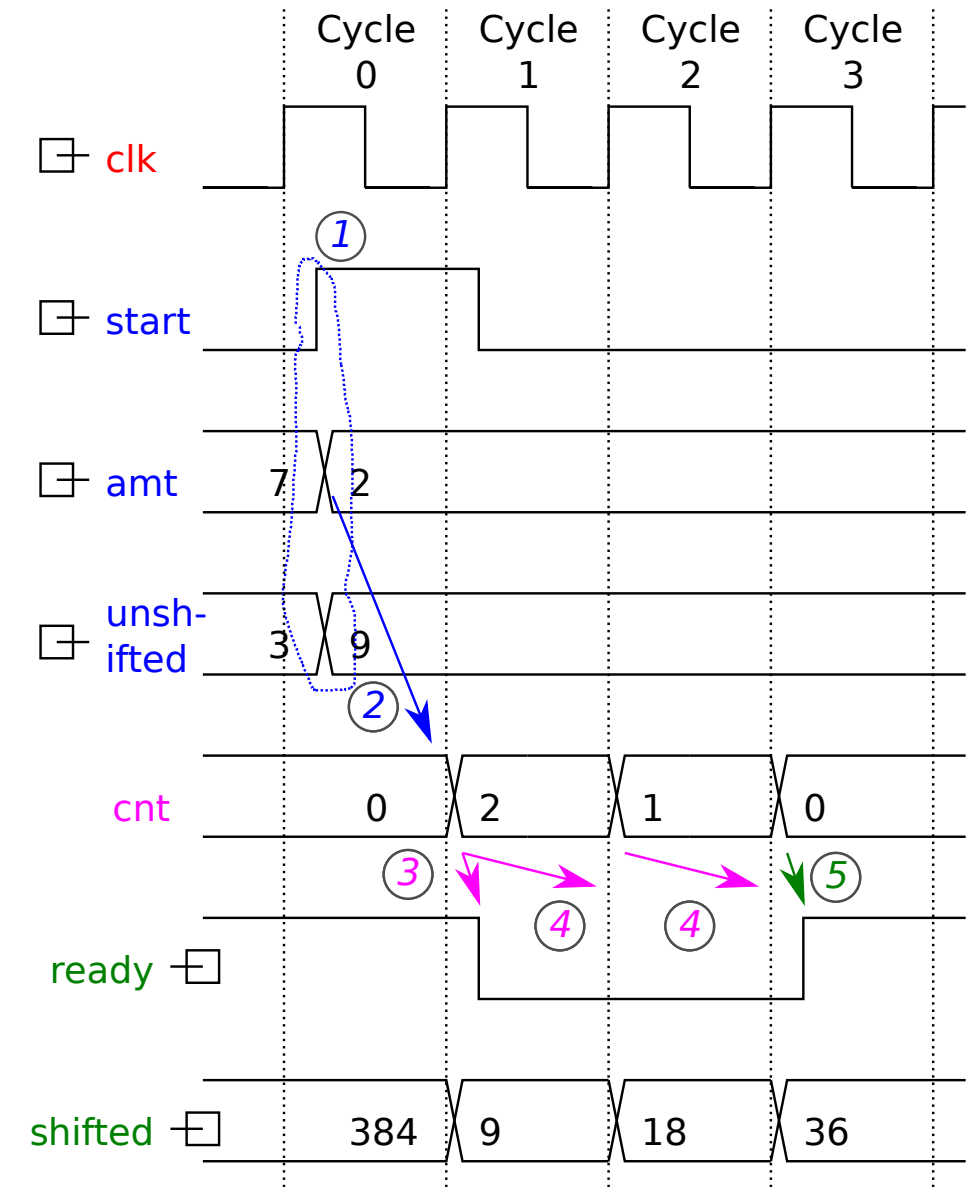 Cycle Cycle Cycle Cycle
0 1 2 3
clk
1
start
amt 7 2
unsh-
ifted 3 9
2
cnt 0 2 1 0
3 5
4 4
ready
shifted 384 9 18 36